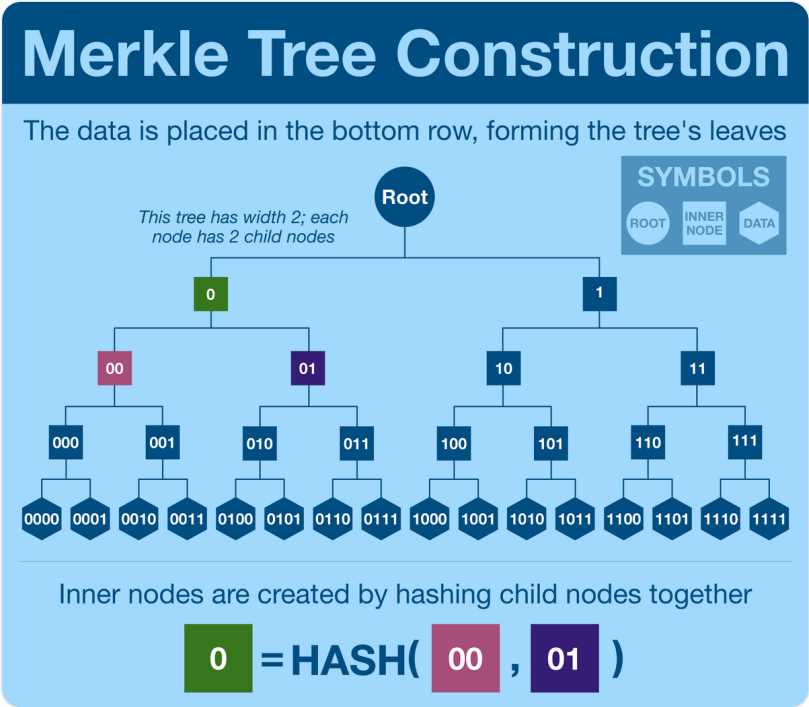 Merkle Tree Construction
The data is placed in the bottom row, forming the tree's leaves
SYMBOLS
ROOT
INNER
NODE
DATA
This tree has width 2; each
node has 2 child nodes
Root
0
1
00
01
10
11
000
001
010
011
100
101
110
111
0000
0001
0010
0011
0100
0101
0110
0111
1000
1001
1010
1011
1100
1101
1110
1111
Inner nodes are created by hashing child nodes together
0 = HASH( 00 , 01 )